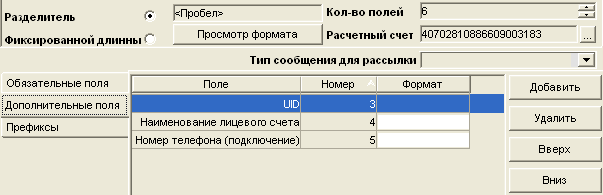 Разделитель <Пробел> Кол-во полей 6
Фиксированной длинны Просмотр формата Расчетный счет 40702810886609003183 ...
Тип сообщения для рассылки
Обязательные поля Поле Номер Формат Добавить
Дополнительные поля UID 3
Наименование лицевого счета 4 Удалить
Префиксы Номер телефона (подключение) 5
Вверх
Вниз